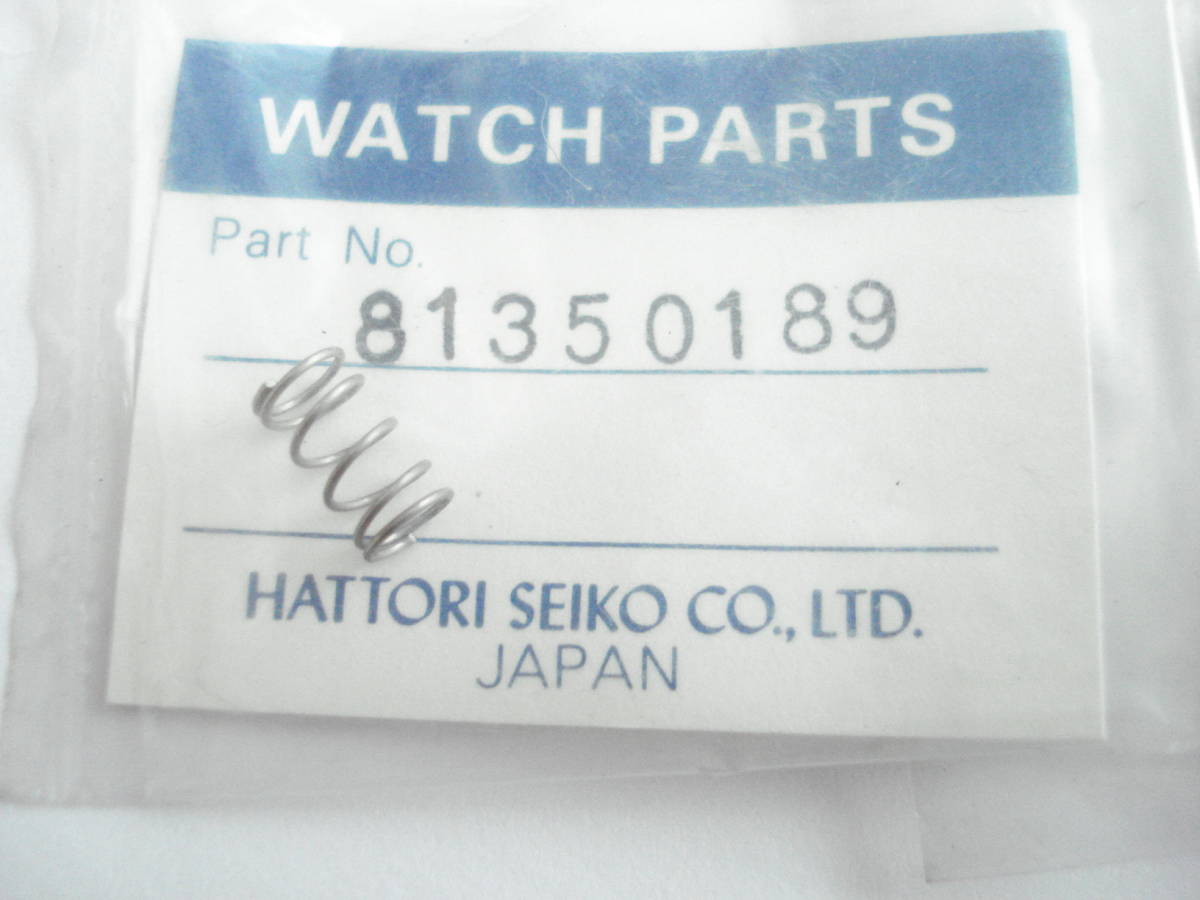 WATCH PARTS
Part No.
81350189
HATTORI SEIKO CO., LTD.
JAPAN